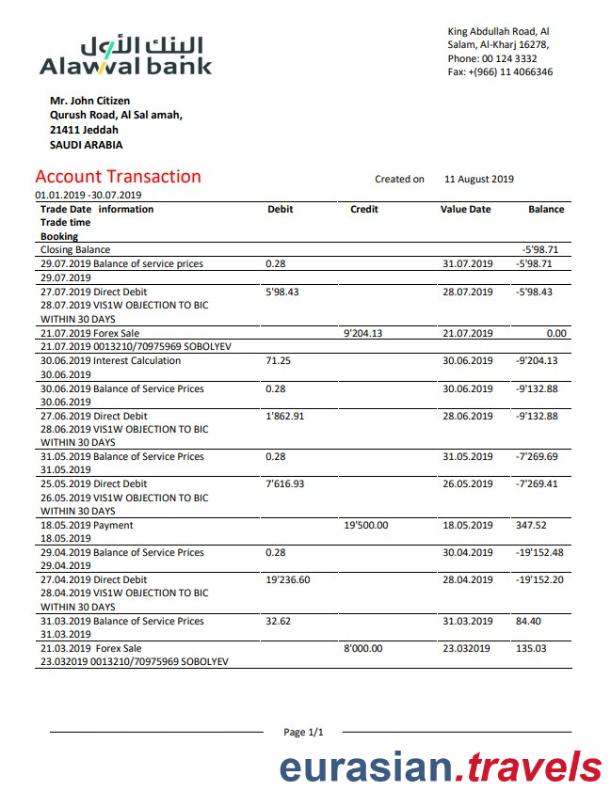 البنك الأول
Alawwal bank
King Abdullah Road, Al
Salam, Al-Kharj 16278,
Phone: 00 124 3332
Fax: +(966) 11 4066346
Mr. John Citizen
Qurush Road, Al Sal amah,
21411 Jeddah
SAUDI ARABIA
Account Transaction Created on 11 August 2019
01.01.2019 -30.07.2019
Trade Date information Debit Credit Value Date Balance
Trade time
Booking
Closing Balance -5'98.71
29.07.2019 Balance of service prices 0.28 31.07.2019 -5'98.71
29.07.2019
27.07.2019 Direct Debit 5'98.43 28.07.2019 -5'98.43
28.07.2019 VIS1W OBJECTION TO BIC
WITHIN 30 DAYS
21.07.2019 Forex Sale 9'204.13 21.07.2019 0.00
21.07.2019 0013210/70975969 SOBOLYEV
30.06.2019 Interest Calculation 71.25 30.06.2019 -9'204.13
30.06.2019
30.06.2019 Balance of Service Prices 0.28 30.06.2019 -9'132.88
30.06.2019
27.06.2019 Direct Debit 1'862.91 28.06.2019 -9'132.88
28.06.2019 VIS1W OBJECTION TO BIC
WITHIN 30 DAYS
31.05.2019 Balance of Service Prices 0.28 31.05.2019 -7'269.69
31.05.2019
25.05.2019 Direct Debit 7'616.93 26.05.2019 -7'269.41
26.05.2019 VIS1W OBJECTION TO BIC
WITHIN 30 DAYS
18.05.2019 Payment 19'500.00 18.05.2019 347.52
18.05.2019
29.04.2019 Balance of Service Prices 0.28 30.04.2019 -19'152.48
29.04.2019
27.04.2019 Direct Debit 19'236.60 28.04.2019 -19'152.20
28.04.2019 VIS1W OBJECTION TO BIC
WITHIN 30 DAYS
31.03.2019 Balance of Service Prices 32.62 31.03.2019 84.40
31.03.2019
21.03.2019 Forex Sale 8'000.00 23.032019 135.03
23.032019 0013210/70975969 SOBOLYEV
Page 1/1
eurasian.travels